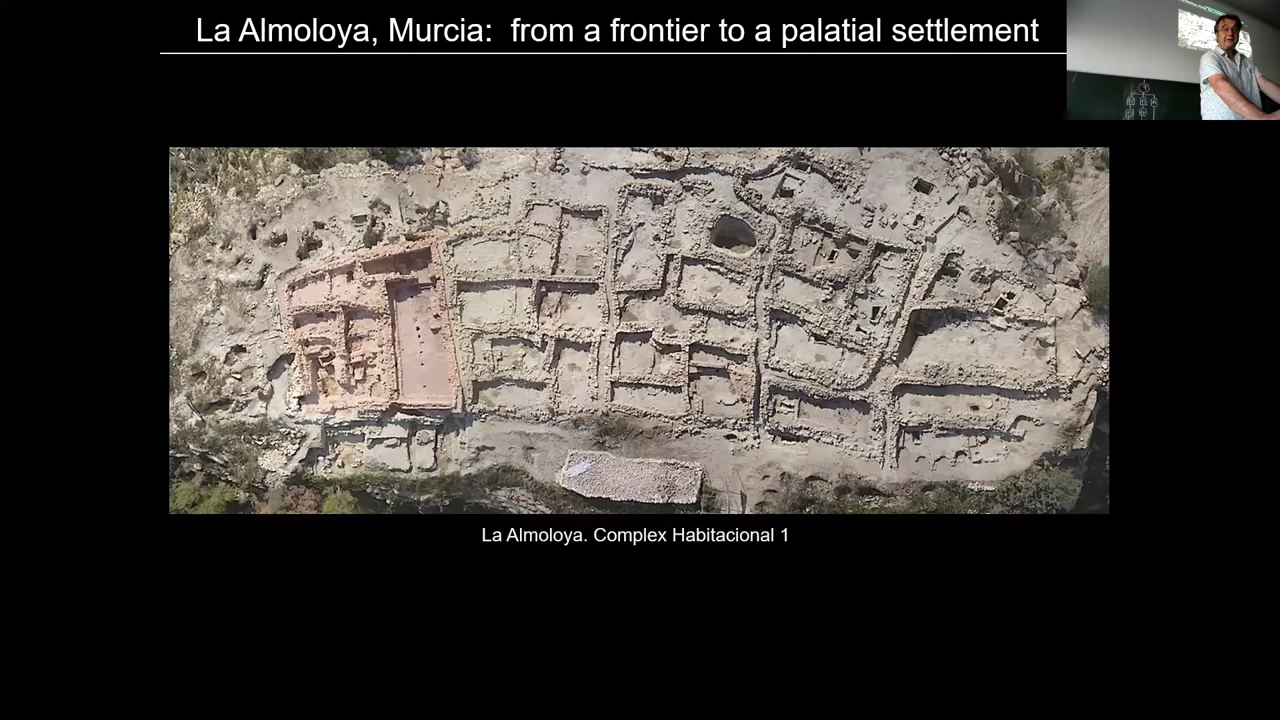 La Almoloya, Murcia:  from a frontier to a palatial settlement
La Almoloya. Complex Habitacional 1